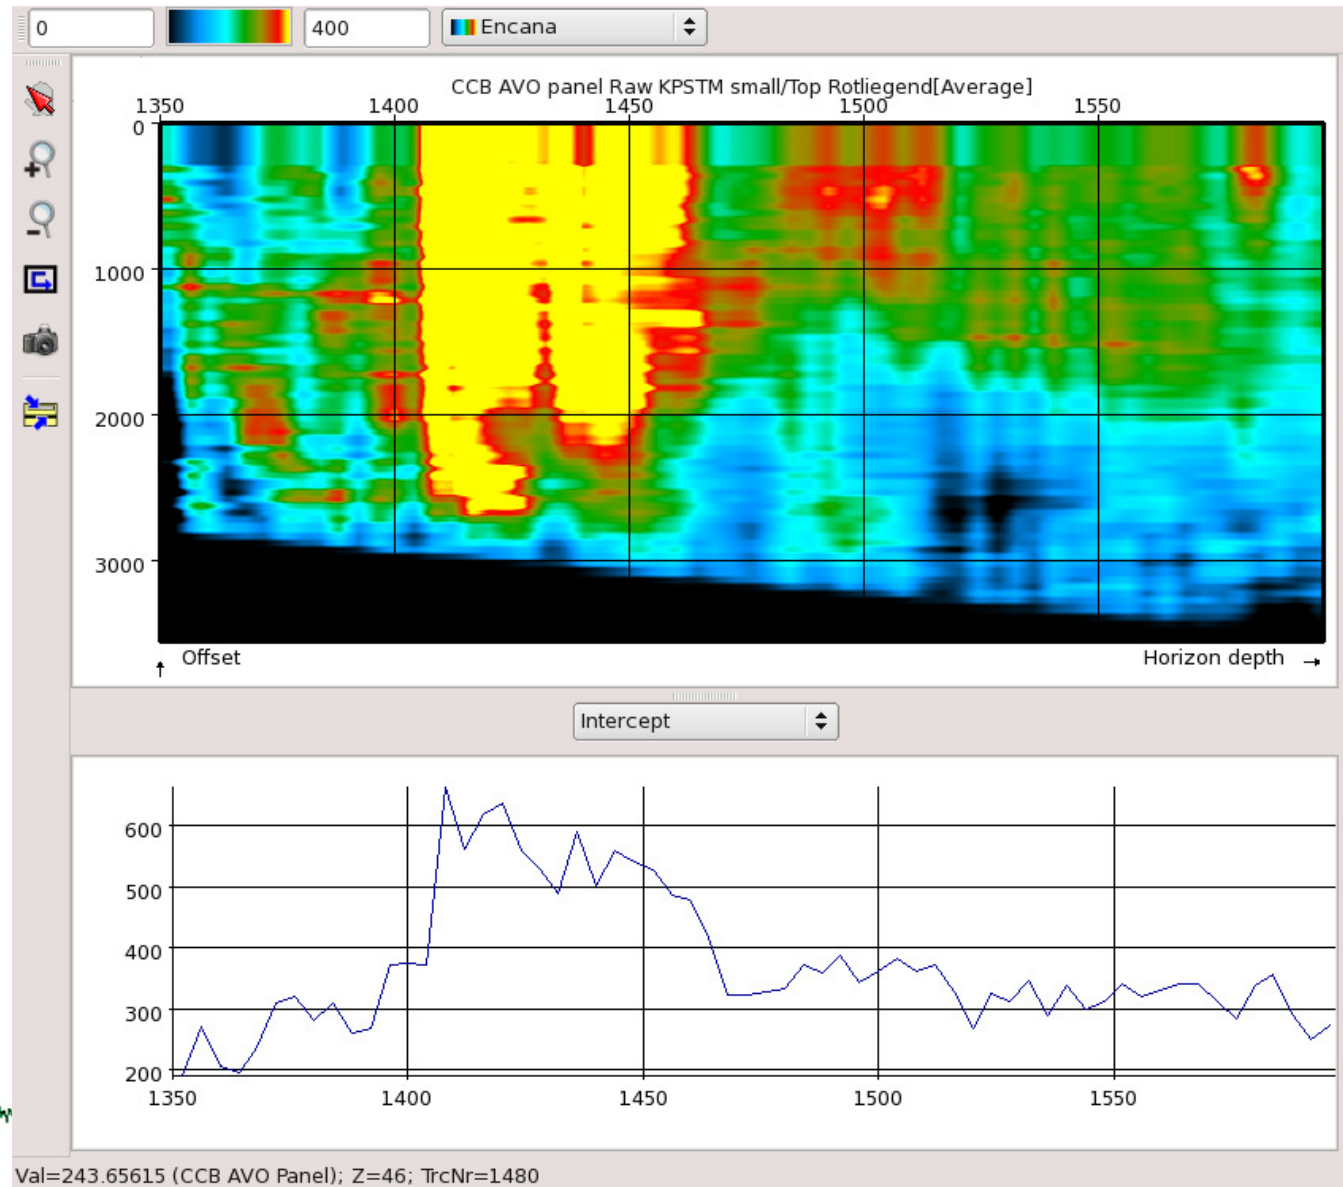 0 400 Encana
CCB AVO panel Raw KPSTM small/Top Rotliegend[Average]
1350 1400 1450 1500 1550
0
1000
2000
3000
Offset Horizon depth
Intercept
600
500
400
300
200
1350 1400 1450 1500 1550
Val=243.65615 (CCB AVO Panel); Z=46; TrcNr=1480